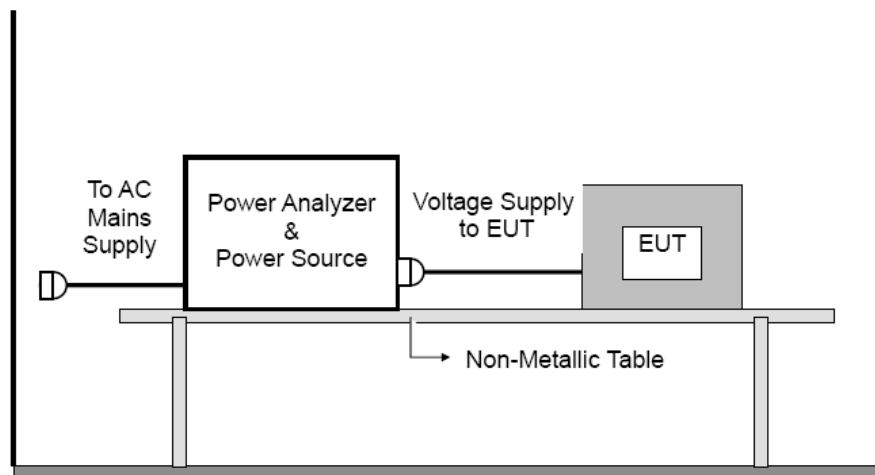 To AC
Mains
Supply
Power Analyzer
&
Power Source
Voltage Supply
to EUT
EUT
Non-Metallic Table